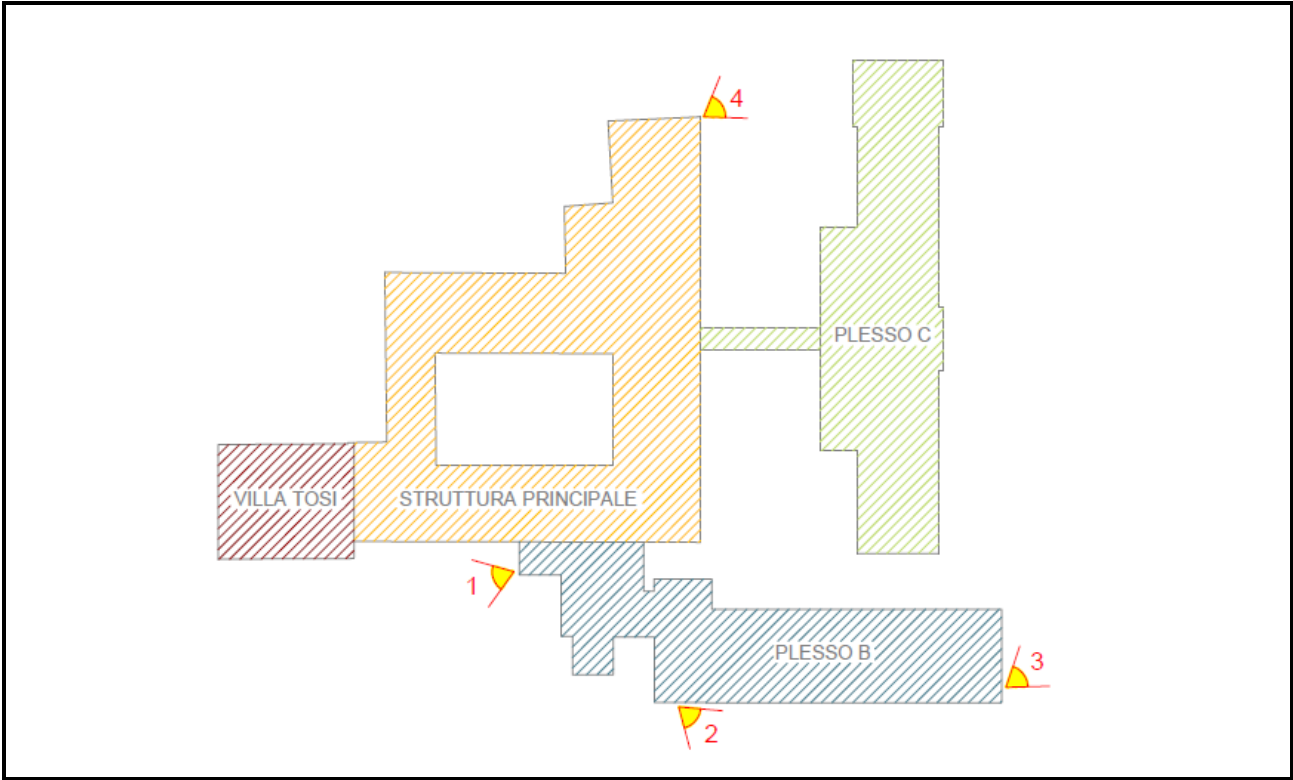 4
PLESSO C
VILLA TOSI
STRUTTURA PRINCIPALE
1
PLESSO B
3
2